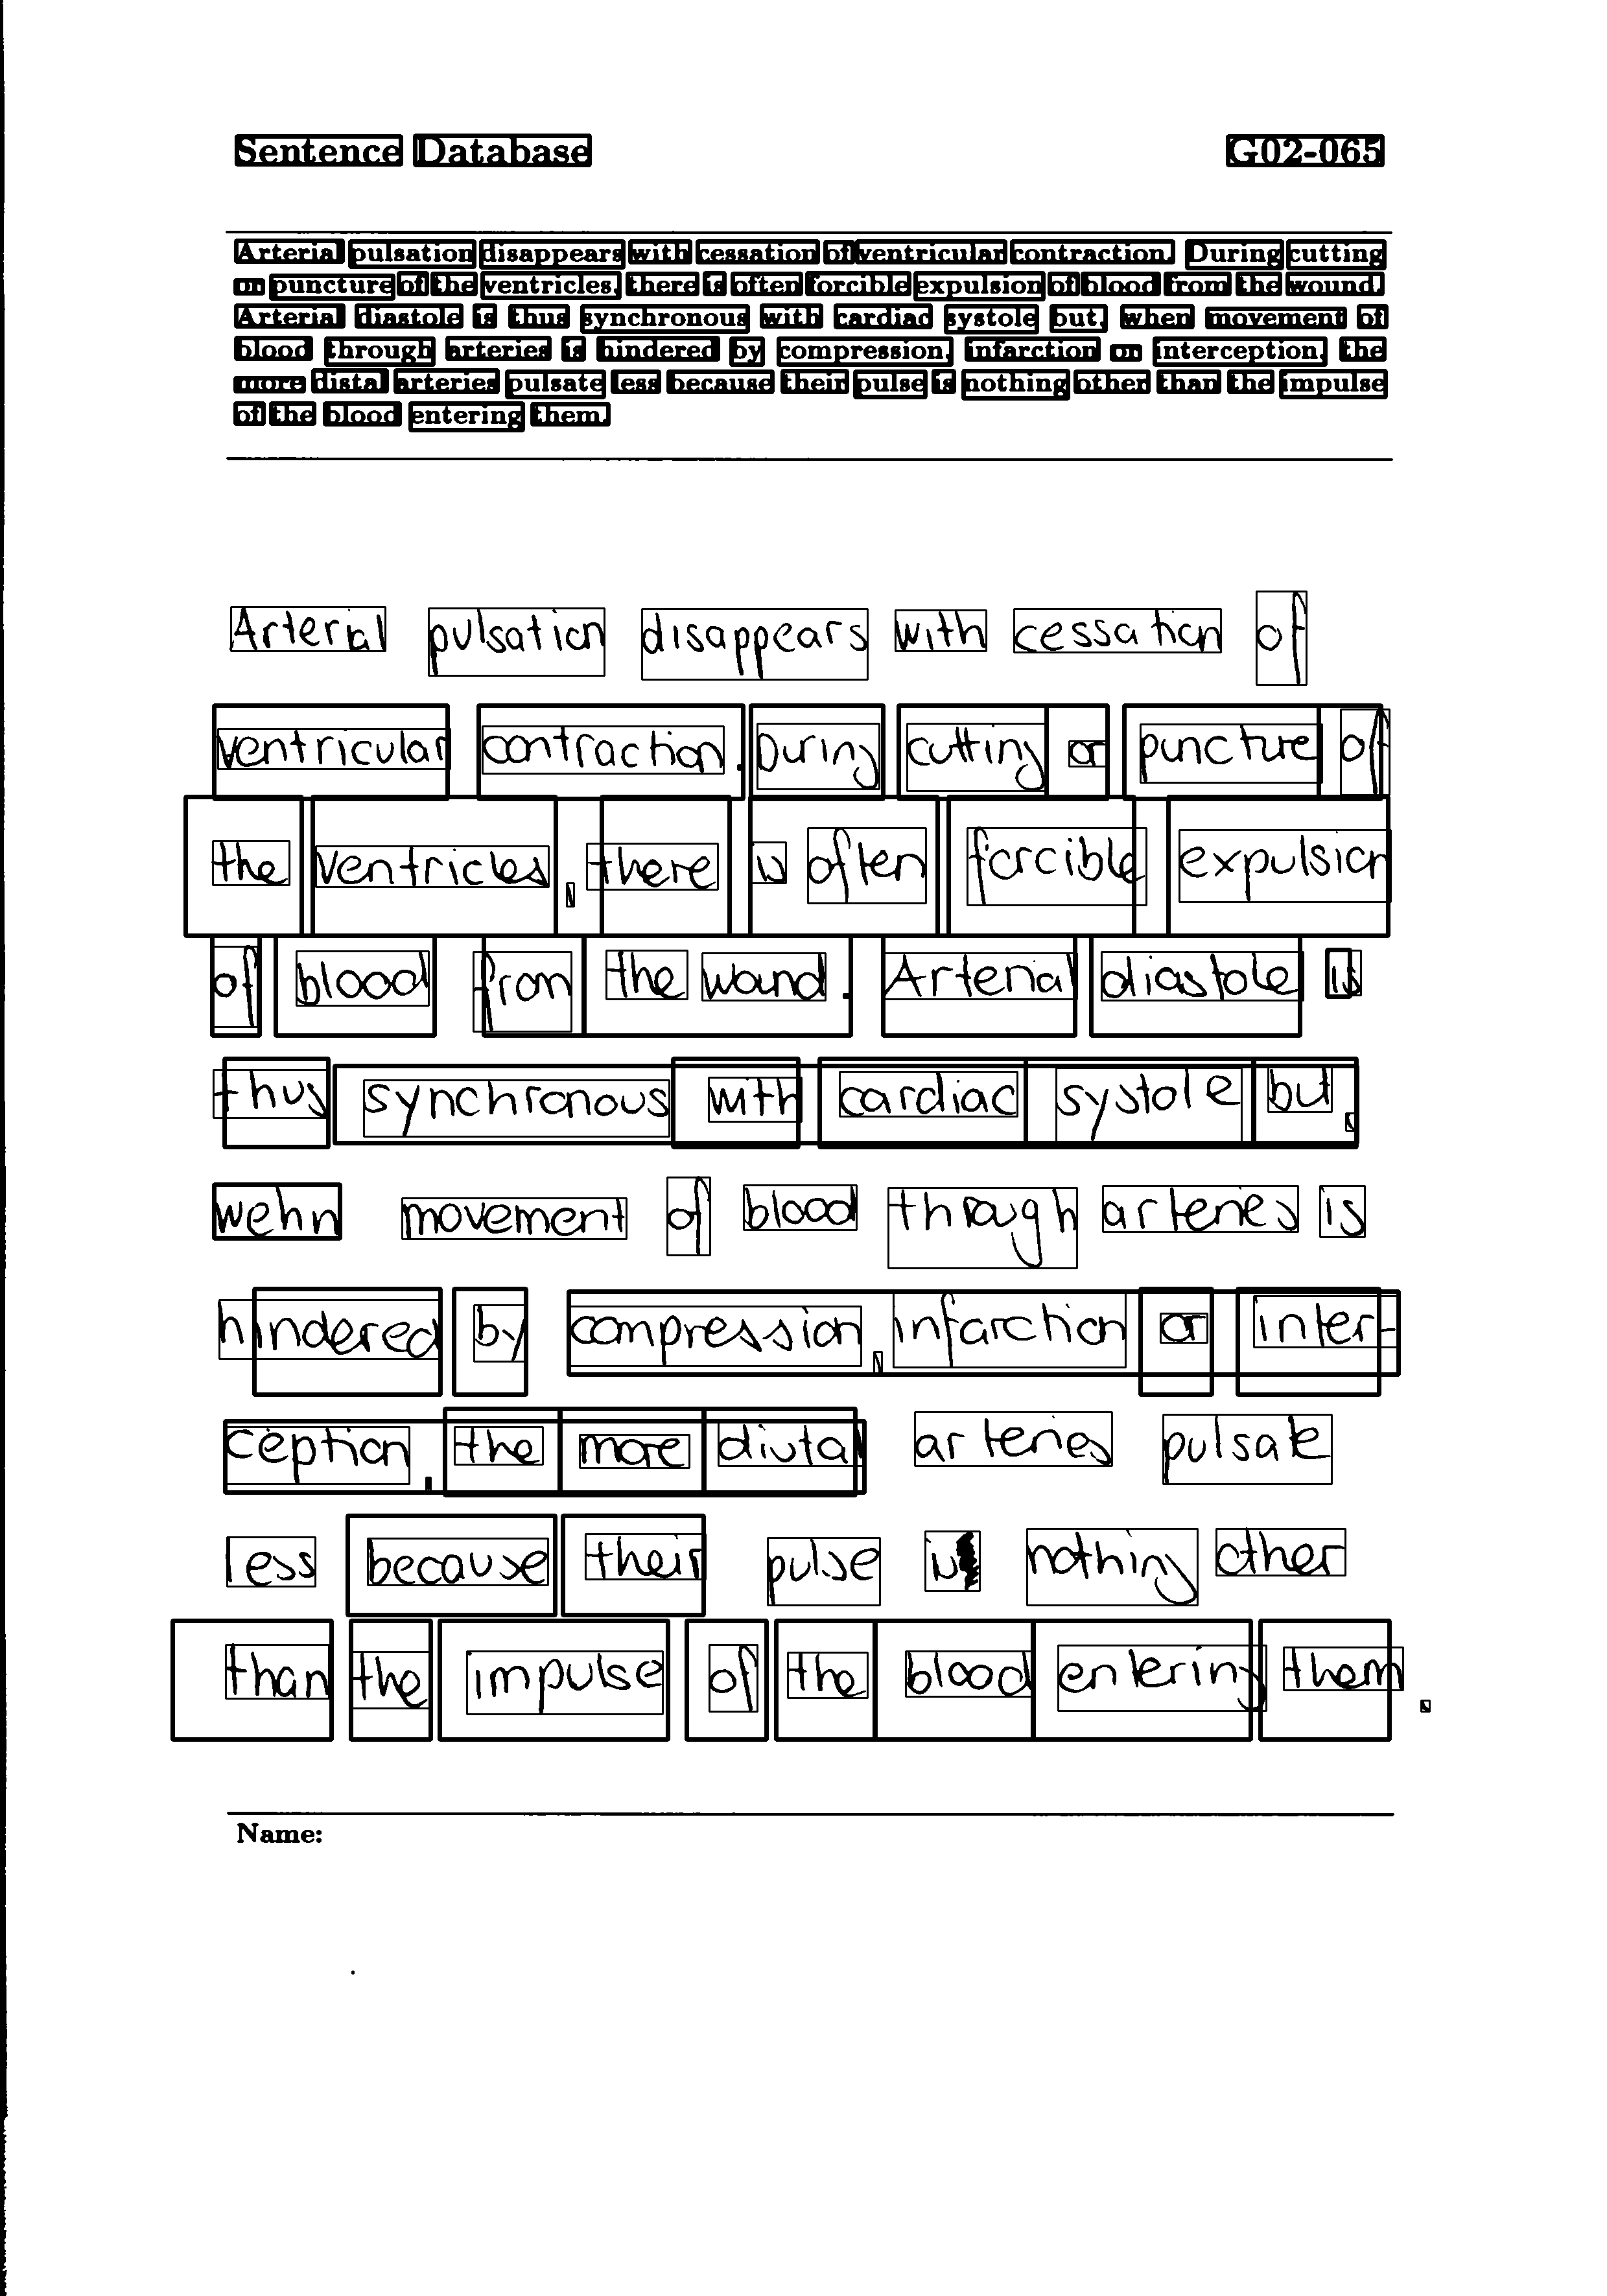 Sentence Database G02-065
Arterial pulsation disappears with cessation of ventricular contraction. During cutting
or puncture of the ventricles, there is often forcible expulsion of blood from the wound.
Arterial diastole is thus synchronous with cardiac systole but, when movement of
blood through arteries is hindered by compression, infarction or interception, the
more distal arteries pulsate less because their pulse is nothing other than the impulse
of the blood entering them.
Arterial pulsation disappears with cessation of
ventricular contraction. During cutting or puncture of
the ventricles, there is often forcible expulsion
of blood from the wound. Arterial diastole is
thus synchronous with cardiac systole but,
wehn movement of blood through arteries is
hindered by compression, infarction or inter-
ception, the more distal arteries pulsate
less because their pulse is nothing other
than the impulse of the blood entering them.
Name: